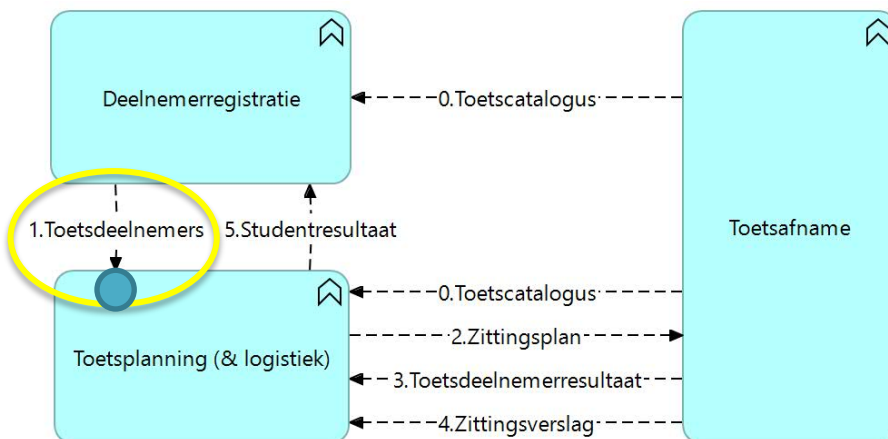 Deelnemerregistratie
0.Toetscatalogus
Toetsafname
1.Toetsdeelnemers
5.Studentresultaat
0.Toetscatalogus
2.Zittingsplan
Toetsplanning (& logistiek)
3.Toetsdeelnemerresultaat
4.Zittingsverslag